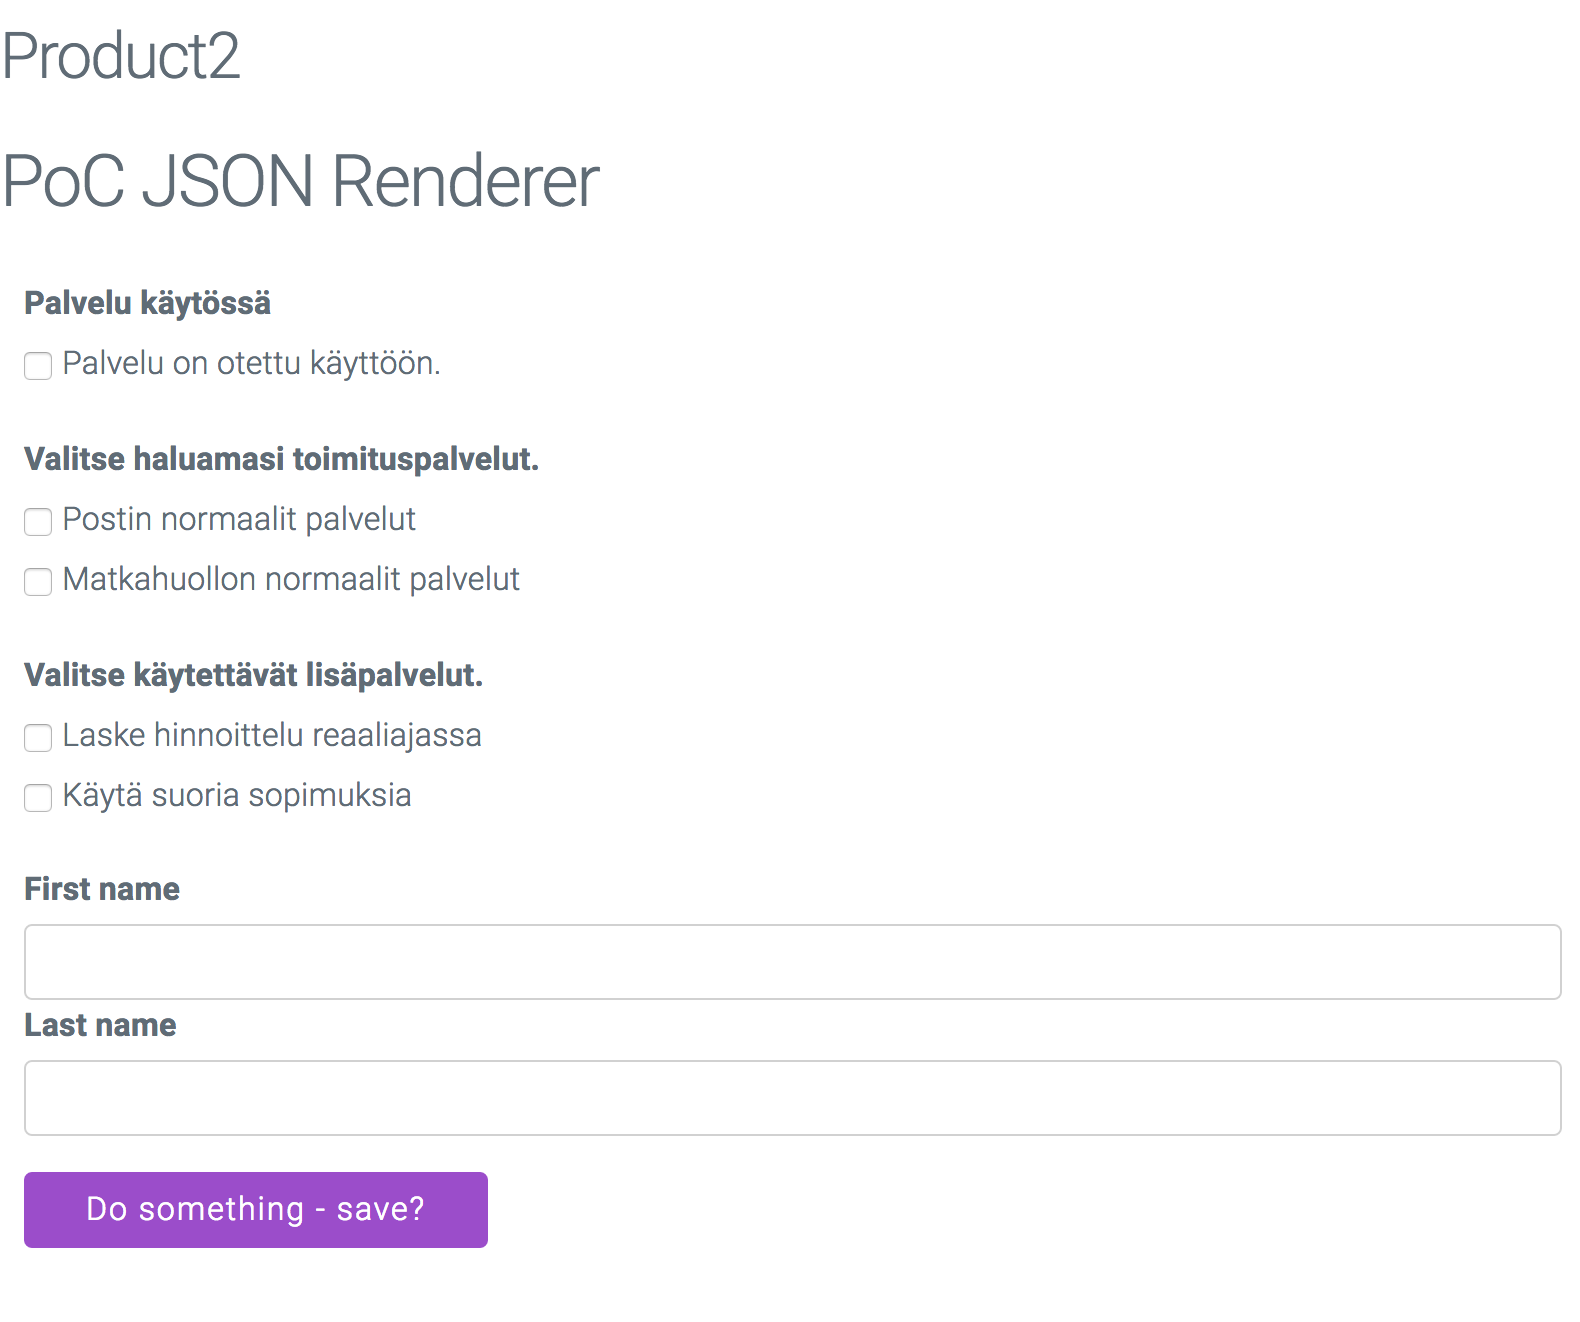 Product2
PoC JSON Renderer
Palvelu käytössä
Palvelu on otettu käyttöön.
Valitse haluamasi toimituspalvelut.
Postin normaalit palvelut
Matkahuollon normaalit palvelut
Valitse käytettävät lisäpalvelut.
Laske hinnoittelu reaaliajassa
Käytä suoria sopimuksia
First name
Last name
Do something - save?